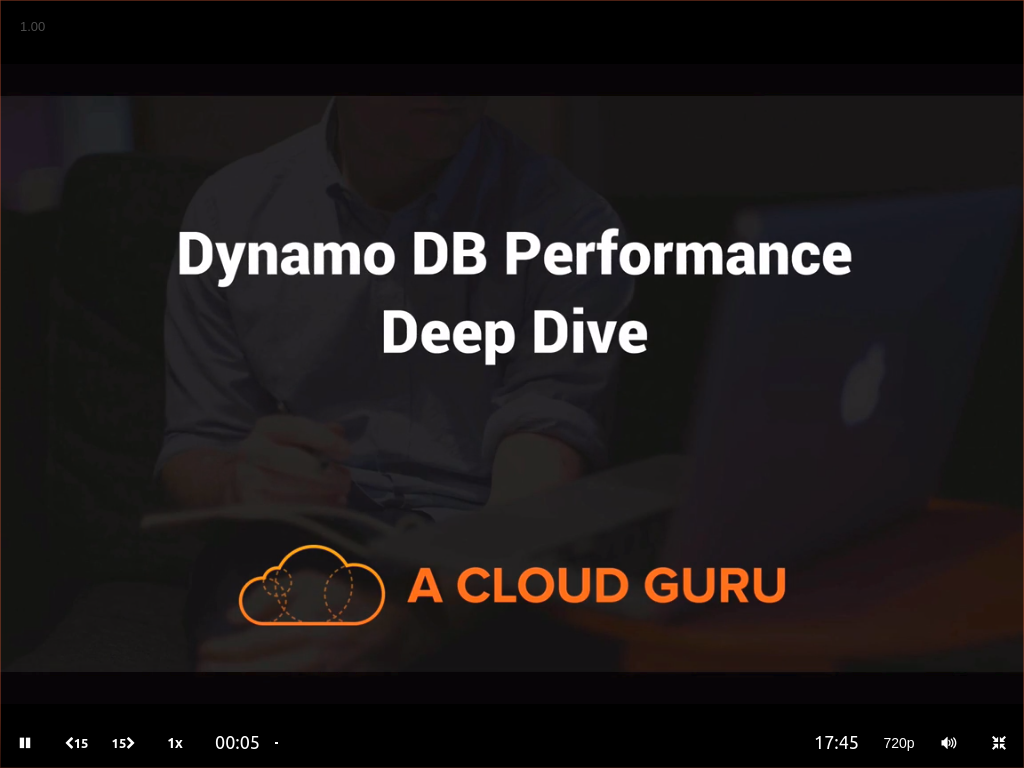 1.00
Dynamo DB Performance
Deep Dive
A CLOUD GURU
15 15 1x 00:05 - 17:45 720p